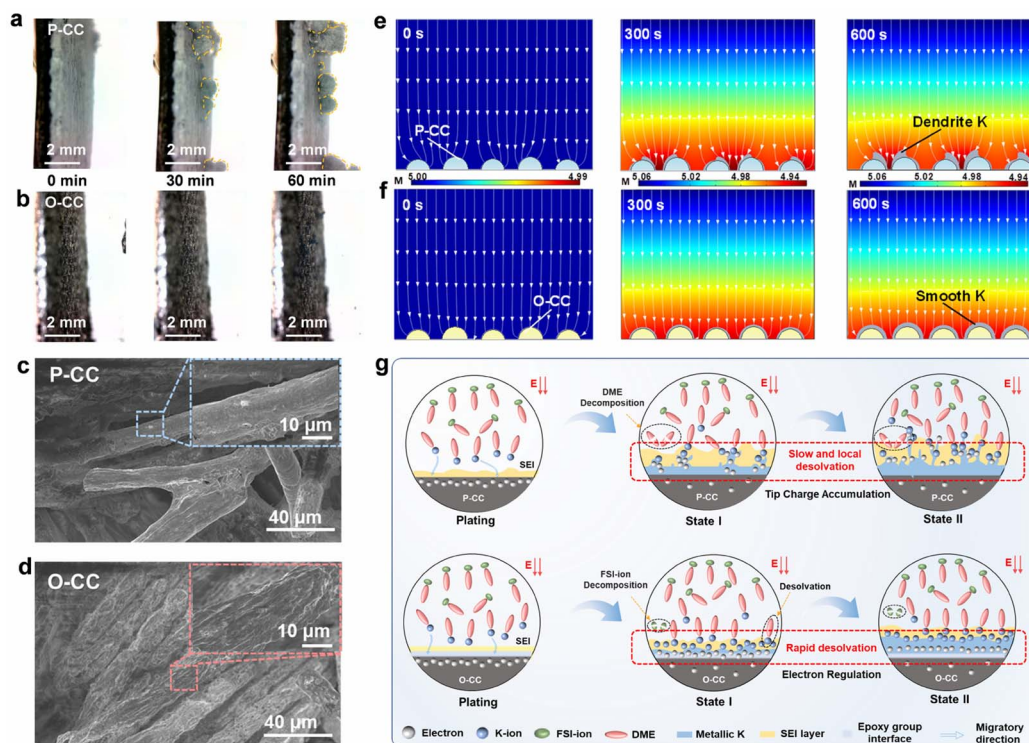 a
P-CC
2 mm
2 mm
2 mm
0 min
30 min
60 min
b
O-CC
2 mm
2 mm
2 mm
c
P-CC
10 µm
40 µm
d
O-CC
10 µm
40 µm
e
0 s
300 s
600 s
P-CC
Dendrite K
M
5.00
4.99
M
5.06
5.02
4.98
4.94
M
5.06
5.02
4.98
4.94
f
0 s
300 s
600 s
O-CC
Smooth K
g
E
DME
Decomposition
E
E
SEI
Slow and local
desolvation
P-CC
P-CC
P-CC
Tip Charge Accumulation
Plating
State I
State II
E
FSI-ion
Decomposition
E
Desolvation
E
SEI
Rapid desolvation
O-CC
O-CC
O-CC
Electron Regulation
Plating
State I
State II
Electron
K-ion
FSI-ion
DME
Metallic K
SEI layer
Epoxy group
interface
Migratory
direction